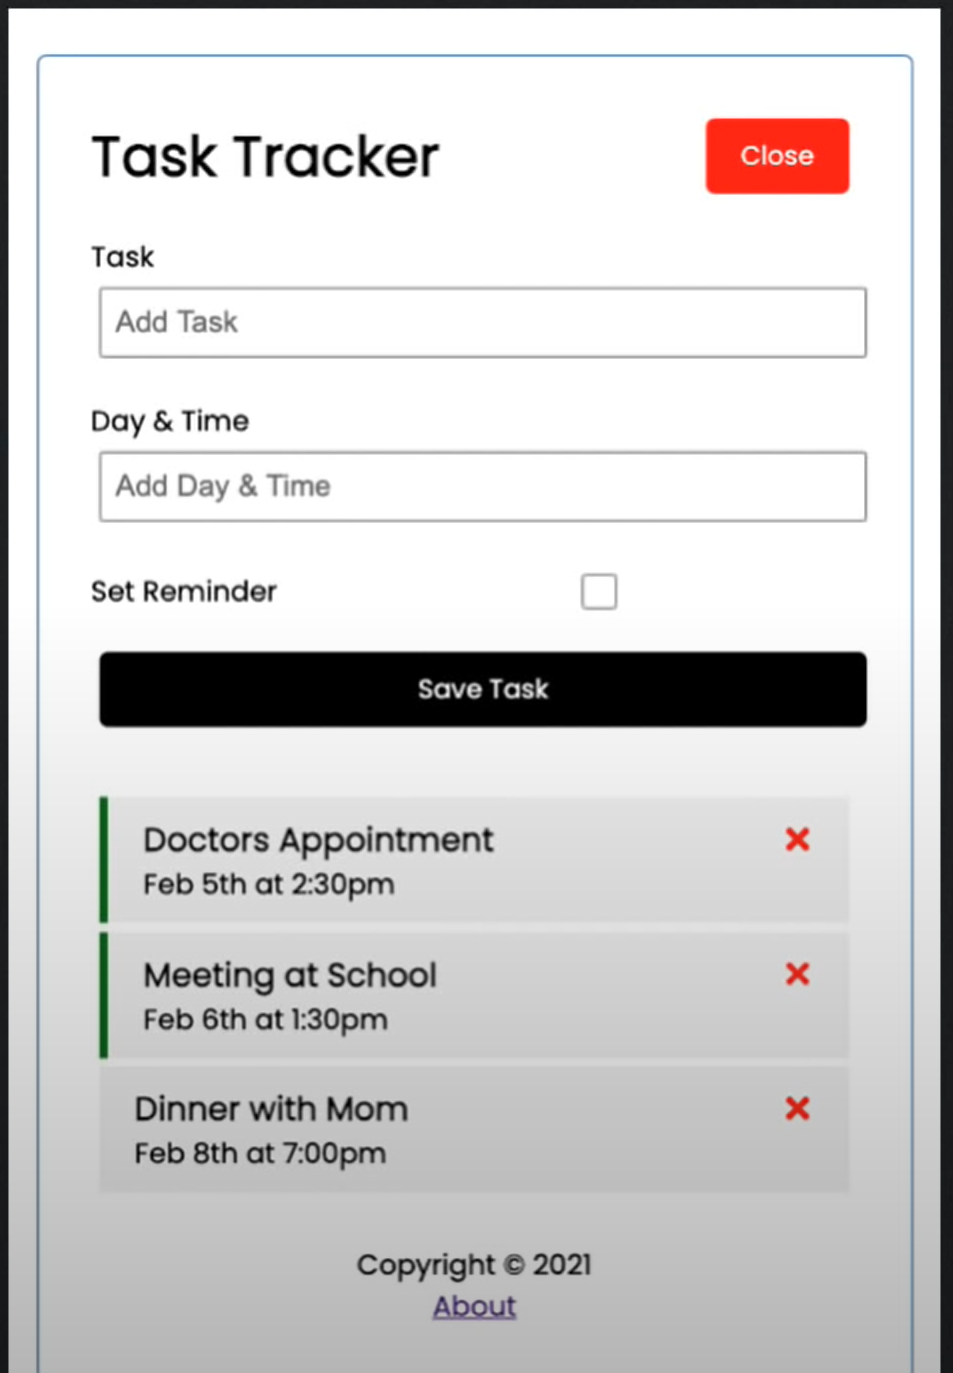 Task Tracker
Close
Task
Add Task
Day & Time
Add Day & Time
Set Reminder
Save Task
Doctors Appointment
Feb 5th at 2:30pm
Meeting at School
Feb 6th at 1:30pm
Dinner with Mom
Feb 8th at 7:00pm
Copyright © 2021
About